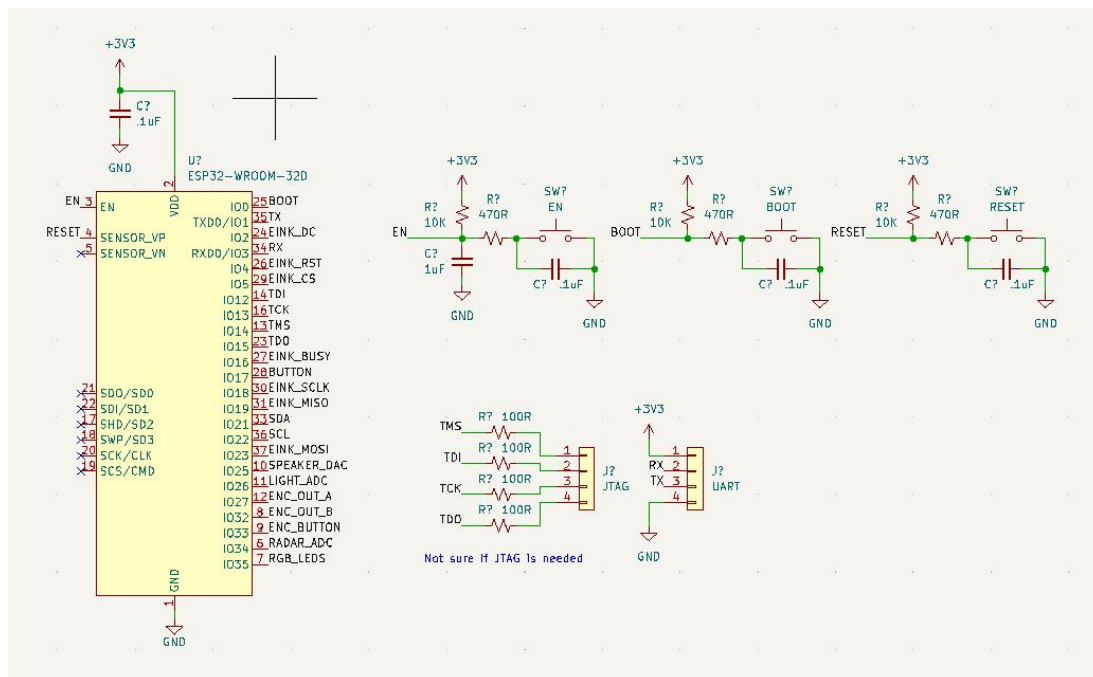 +3V3
C?
.1uF
GND
U?
ESP32-WROOM-32D
2
VDD
EN 3 EN
RESET 4 SENSOR_VP
5 SENSOR_VN
21 SDO/SD0
22 SDI/SD1
17 SHD/SD2
18 SWP/SD3
20 SCK/CLK
19 SCS/CMD
IO0 25 BOOT
TXD0/IO1 35 TX
IO2 24 EINK_DC
RXD0/IO3 34 RX
IO4 26 EINK_RST
IO5 29 EINK_CS
IO12 14 TDI
IO13 16 TCK
IO14 13 TMS
IO15 23 TDO
IO16 27 EINK_BUSY
IO17 28 BUTTON
IO18 30 EINK_SCLK
IO19 31 EINK_MISO
IO21 33 SDA
IO22 36 SCL
IO23 37 EINK_MOSI
IO25 10 SPEAKER_DAC
IO26 11 LIGHT_ADC
IO27 12 ENC_OUT_A
IO32 8 ENC_OUT_B
IO33 9 ENC_BUTTON
IO34 6 RADAR_ADC
IO35 7 RGB_LEDS
GND
1
GND
+3V3
R?
10K
R?
470R
SW?
EN
EN
C?
1uF
C? .1uF
GND
GND
+3V3
R?
10K
R?
470R
SW?
BOOT
BOOT
C? .1uF
GND
+3V3
R?
10K
R?
470R
SW?
RESET
RESET
C? .1uF
GND
TMS R? 100R
TDI R? 100R
TCK R? 100R
TDO R? 100R
1
2
3
4
J?
JTAG
Not sure if JTAG is needed
+3V3
1
RX 2
TX 3
4
J?
UART
GND